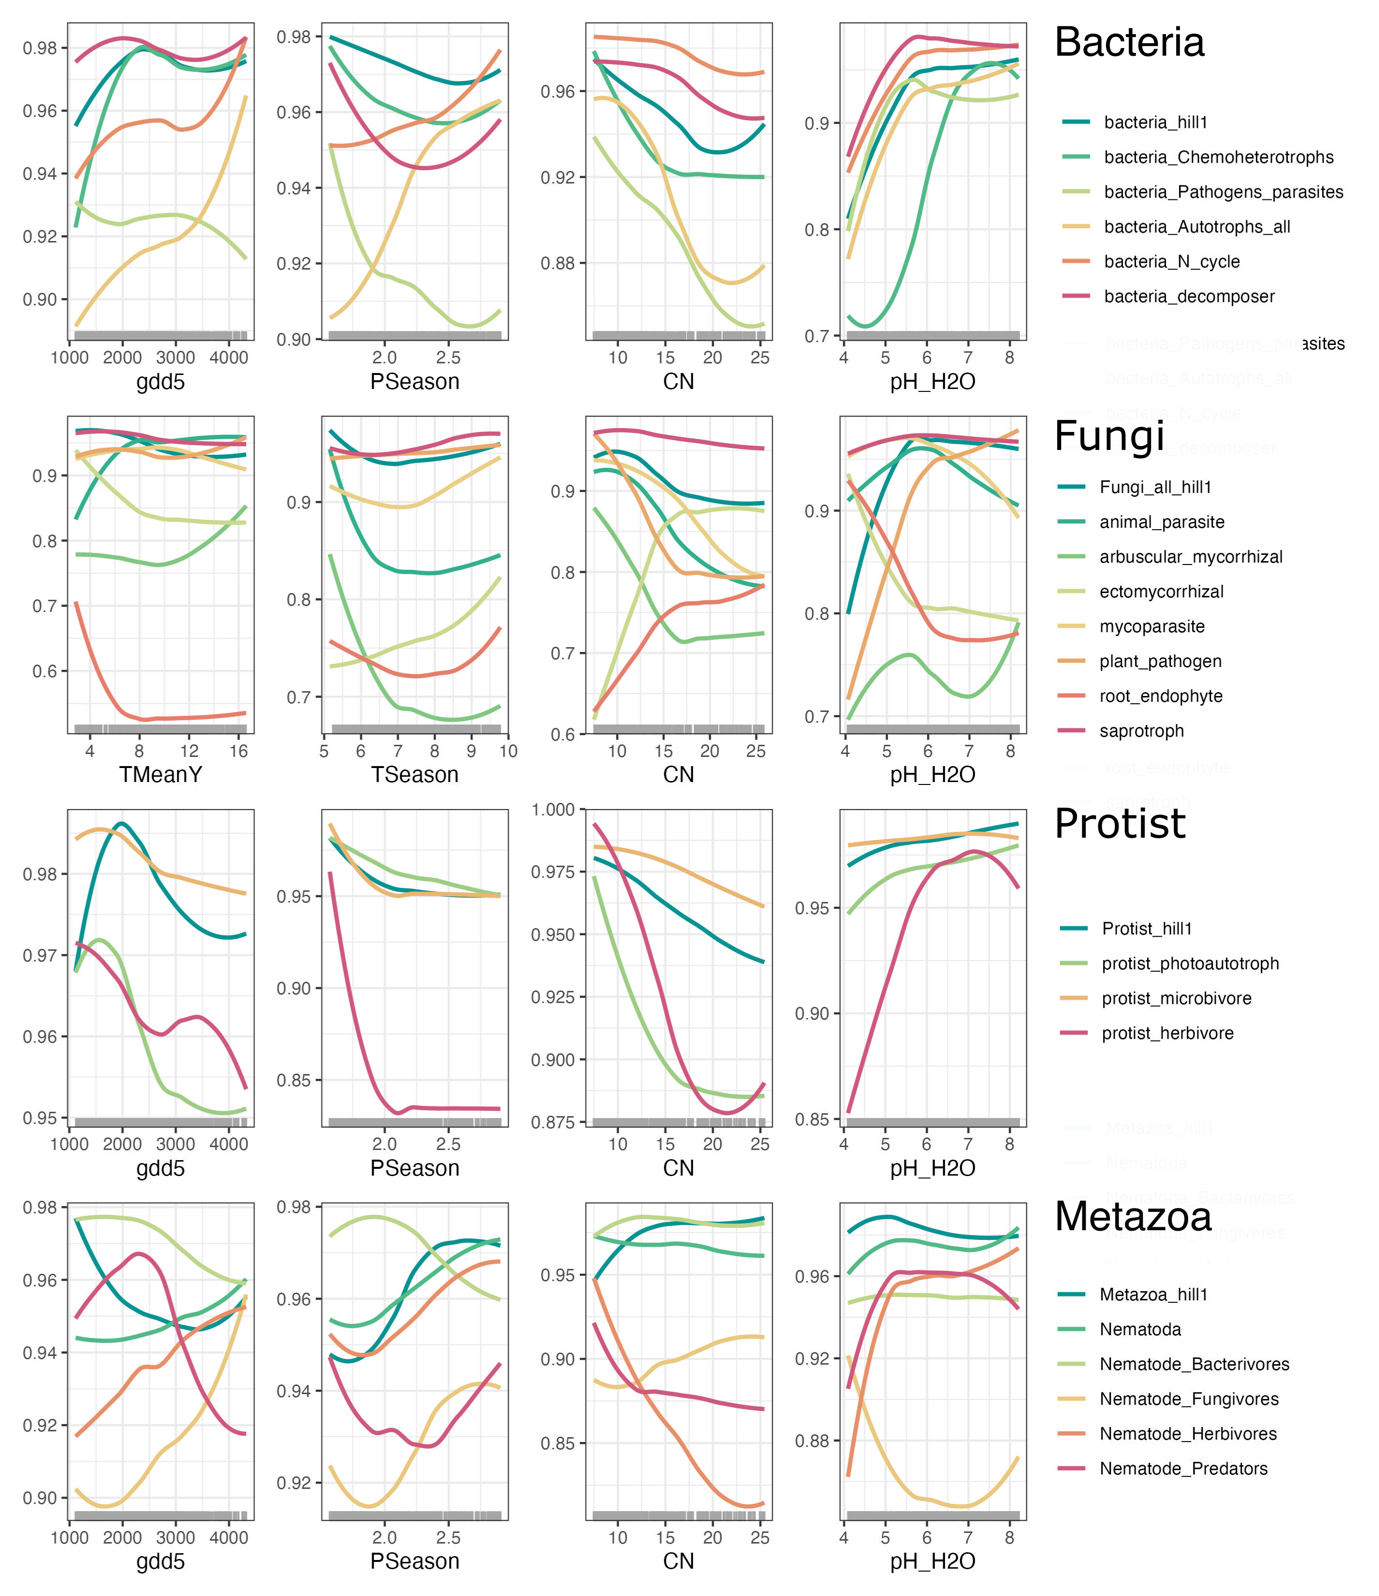 Bacteria
bacteria_hill1
bacteria_Chemoheterotrophs
bacteria_Pathogens_parasites
bacteria_Autotrophs_all
bacteria_N_cycle
bacteria_decomposer
bacteria_Pathogens_parasites
bacteria_Autotrophs_all
bacteria_N_cycle
0.98
0.96
0.94
0.92
0.90
1000 2000 3000 4000
gdd5
0.98
0.96
0.94
0.92
0.90
2.0 2.5
PSeason
0.96
0.92
0.88
10 15 20 25
CN
0.9
0.8
0.7
4 5 6 7 8
pH_H2O
Fungi
decomposer
Fungi_all_hill1
animal_parasite
arbuscular_mycorrhizal
ectomycorrhizal
mycoparasite
plant_pathogen
root_endophyte
saprotroph
root_endophyte
0.9
0.8
0.7
0.6
4 8 12 16
TMeanY
0.9
0.8
0.7
5 6 7 8 9 10
TSeason
0.9
0.8
0.7
0.6
10 15 20 25
CN
0.9
0.8
0.7
4 5 6 7 8
pH_H2O
Protist
Protist_hill1
protist_photoautotroph
protist_microbivore
protist_herbivore
Metazoa_hill1
Nematoda
Nematode_Bacterivores
0.98
0.97
0.96
0.95
1000 2000 3000 4000
gdd5
0.95
0.90
0.85
2.0 2.5
PSeason
1.000
0.975
0.950
0.925
0.900
0.875
10 15 20 25
CN
0.95
0.90
0.85
4 5 6 7 8
pH_H2O
Metazoa
Fungivores
Metazoa_hill1
Nematoda
Nematode_Bacterivores
Nematode_Fungivores
Nematode_Herbivores
Nematode_Predators
0.98
0.96
0.94
0.92
0.90
1000 2000 3000 4000
gdd5
0.98
0.96
0.94
0.92
2.0 2.5
PSeason
0.95
0.90
0.85
10 15 20 25
CN
0.96
0.92
0.88
4 5 6 7 8
pH_H2O